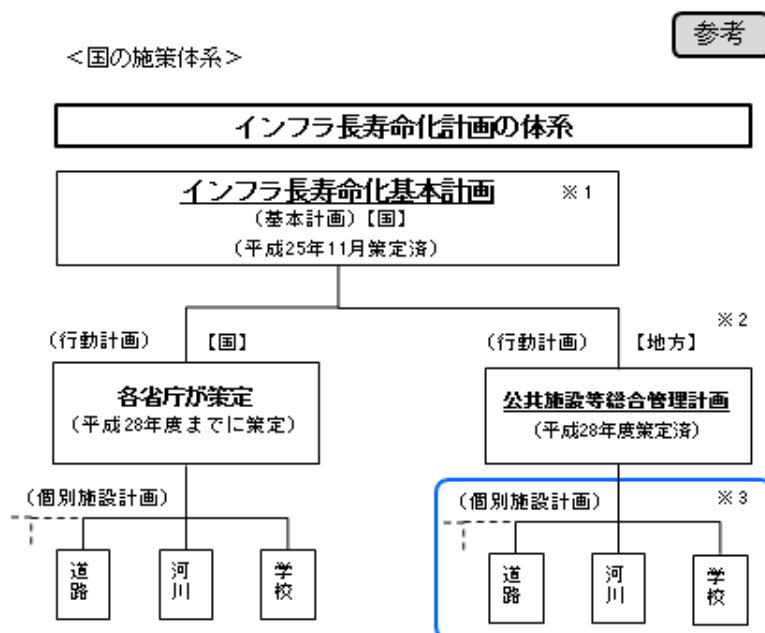 参考
＜国の施策体系＞
インフラ長寿命化計画の体系
インフラ長寿命化基本計画 ※1
(基本計画)【国】
(平成25年11月策定済)
※2
(行動計画) 【国】
(行動計画) 【地方】
各省庁が策定
(平成28年度までに策定)
公共施設等総合管理計画
(平成28年度策定済)
(個別施設計画)
(個別施設計画) ※3
道路
河川
学校
道路
河川
学校